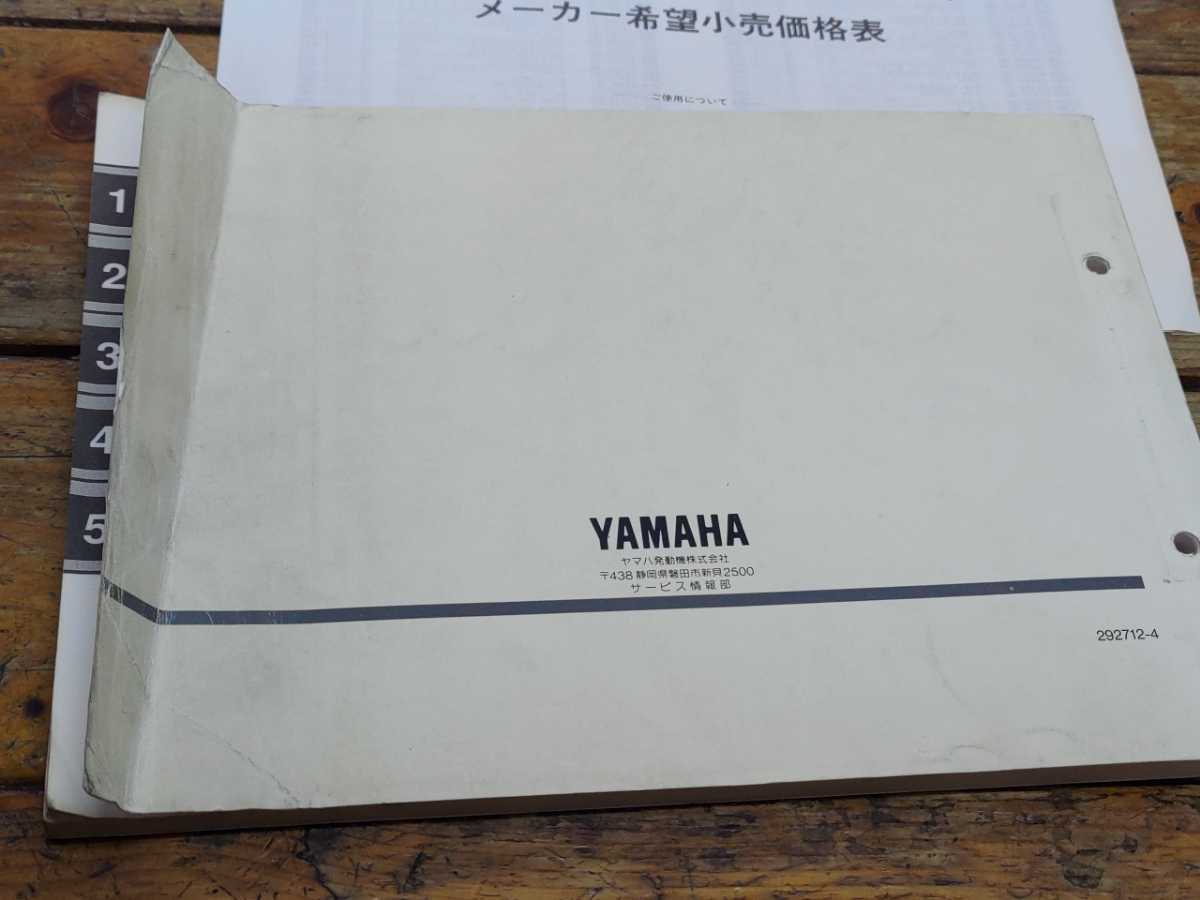 メーカー希望小売価格表
ご使用について
1
2
3
4
5
YAMAHA
ヤマハ発動機株式会社
〒438 静岡県磐田市新貝2500
サービス情報部
292712-4